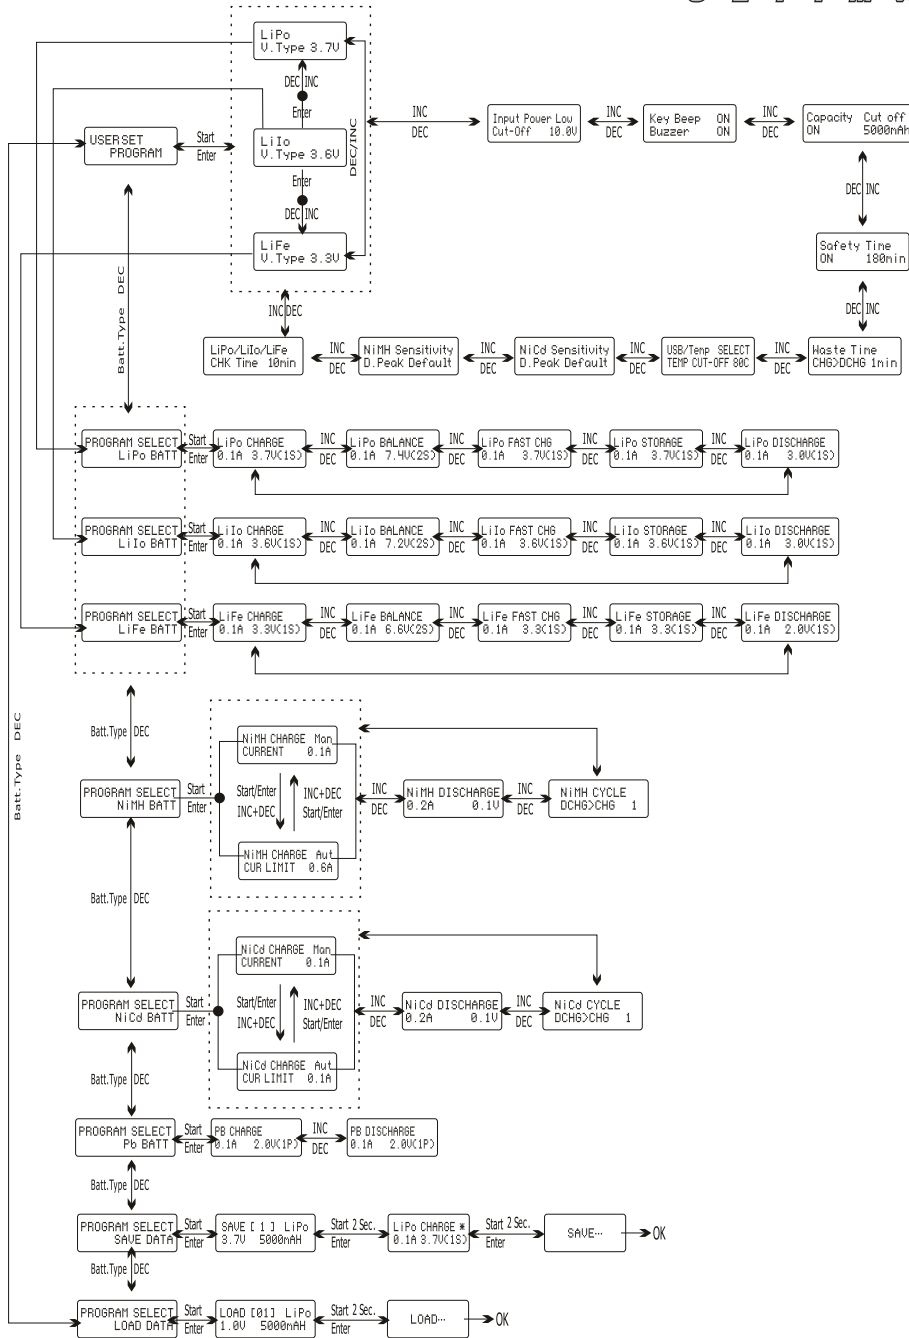 LiPo
V.Type 3.7V
DEC INC
Enter
USER SET
PROGRAM
Start
Enter
LiIo
V.Type 3.6V
Enter
DEC INC
LiFe
V.Type 3.3V
DEC/INC
INC
DEC
Input Power Low
Cut-Off 10.0V
INC
DEC
Key Beep ON
Buzzer ON
INC
DEC
Capacity Cut off
ON 5000mAh
DEC INC
Safety Time
ON 180min
DEC INC
INC DEC
LiPo/LiIo/LiFe
CHK Time 10min
INC
DEC
NiMH Sensitivity
D.Peak Default
INC
DEC
NiCd Sensitivity
D.Peak Default
INC
DEC
USB/Temp SELECT
TEMP CUT-OFF 80C
INC
DEC
Waste Time
CHG>DCHG 1min
Batt.Type DEC
PROGRAM SELECT
LiPo BATT
Start
Enter
LiPo CHARGE
0.1A 3.7V(1S)
INC
DEC
LiPo BALANCE
0.1A 7.4V(2S)
INC
DEC
LiPo FAST CHG
0.1A 3.7V(1S)
INC
DEC
LiPo STORAGE
0.1A 3.7V(1S)
INC
DEC
LiPo DISCHARGE
0.1A 3.0V(1S)
PROGRAM SELECT
LiIo BATT
Start
Enter
LiIo CHARGE
0.1A 3.6V(1S)
INC
DEC
LiIo BALANCE
0.1A 7.2V(2S)
INC
DEC
LiIo FAST CHG
0.1A 3.6V(1S)
INC
DEC
LiIo STORAGE
0.1A 3.6V(1S)
INC
DEC
LiIo DISCHARGE
0.1A 3.0V(1S)
PROGRAM SELECT
LiFe BATT
Start
Enter
LiFe CHARGE
0.1A 3.3V(1S)
INC
DEC
LiFe BALANCE
0.1A 6.6V(2S)
INC
DEC
LiFe FAST CHG
0.1A 3.3(1S)
INC
DEC
LiFe STORAGE
0.1A 3.3(1S)
INC
DEC
LiFe DISCHARGE
0.1A 2.0V(1S)
Batt.Type DEC
Batt.Type DEC
PROGRAM SELECT
NiMH BATT
Start
Enter
NiMH CHARGE Man
CURRENT 0.1A
Start/Enter
INC+DEC
INC+DEC
Start/Enter
NiMH CHARGE Aut
CUR LIMIT 0.6A
INC
DEC
NiMH DISCHARGE
0.2A 0.1V
INC
DEC
NiMH CYCLE
DCHG>CHG 1
Batt.Type DEC
PROGRAM SELECT
NiCd BATT
Start
Enter
NiCd CHARGE Man
CURRENT 0.1A
Start/Enter
INC+DEC
INC+DEC
Start/Enter
NiCd CHARGE Aut
CUR LIMIT 0.1A
INC
DEC
NiCd DISCHARGE
0.2A 0.1V
INC
DEC
NiCd CYCLE
DCHG>CHG 1
Batt.Type DEC
PROGRAM SELECT
Pb BATT
Start
Enter
PB CHARGE
0.1A 2.0V(1P)
INC
DEC
PB DISCHARGE
0.1A 2.0V(1P)
Batt.Type DEC
PROGRAM SELECT
SAVE DATA
Start
Enter
SAVE [ 1 ] LiPo
3.7V 5000mAH
Start 2 Sec.
Enter
LiPo CHARGE *
0.1A 3.7V(1S)
Start 2 Sec.
Enter
SAVE···
OK
Batt.Type DEC
PROGRAM SELECT
LOAD DATA
Start
Enter
LOAD [01] LiPo
1.0V 5000mAH
Start 2 Sec.
Enter
LOAD···
OK